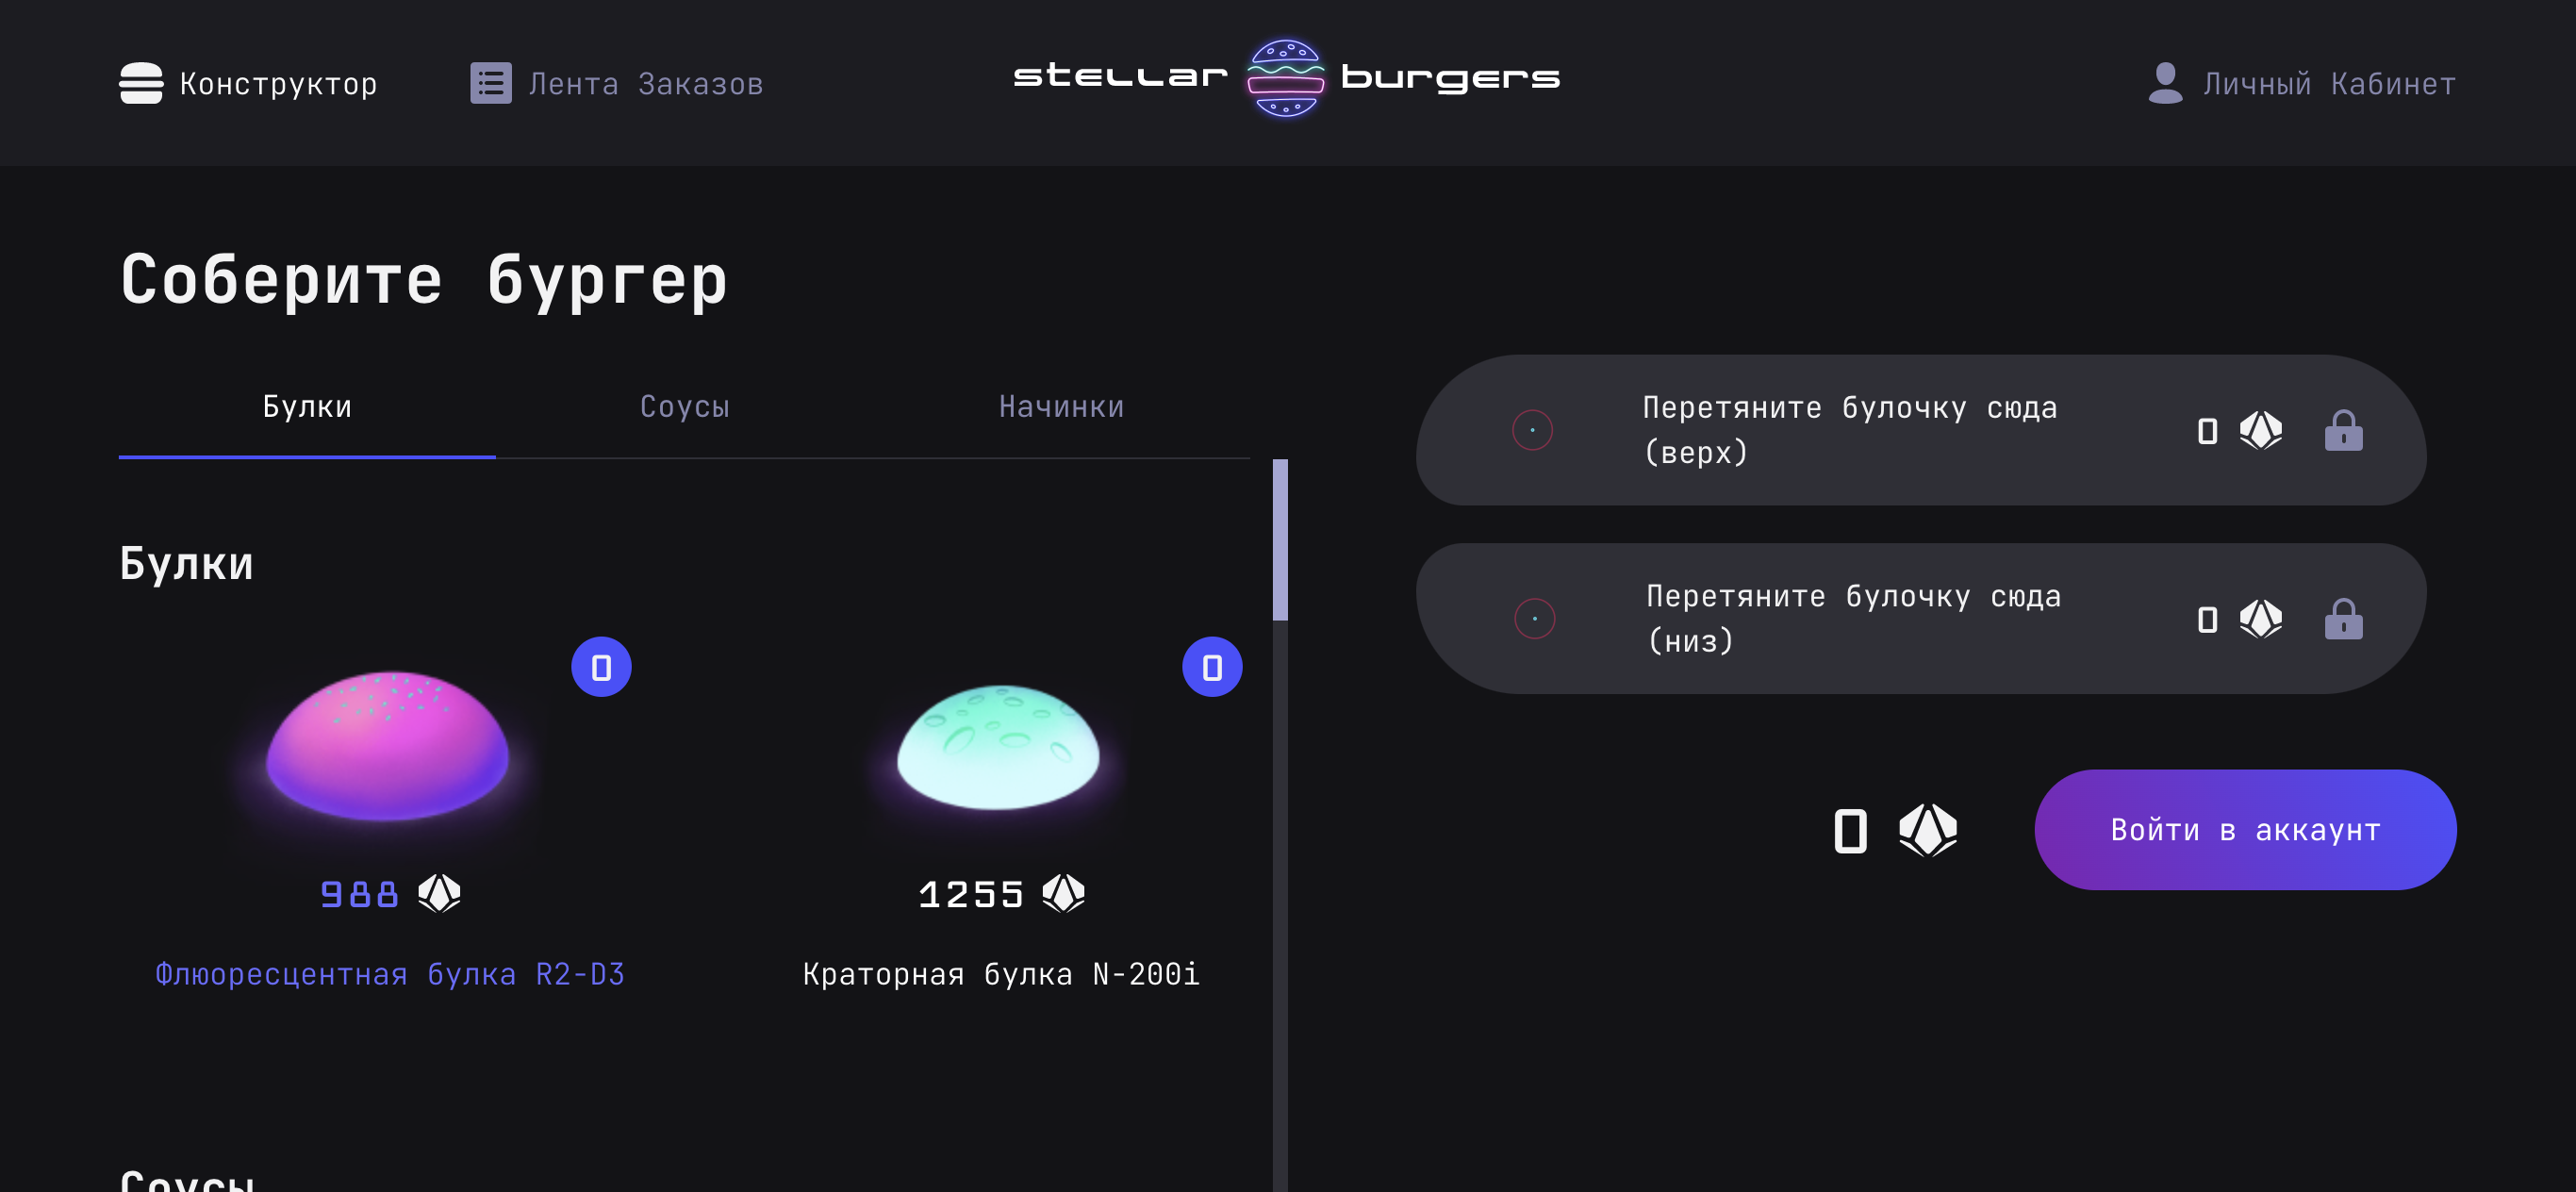 Конструктор
Лента Заказов
stellar burgers
Личный Кабинет
Соберите бургер
Булки
Соусы
Начинки
Булки
0
0
988
1255
Флюоресцентная булка R2-D3
Краторная булка N-200i
Соусы
Перетяните булочку сюда
(верх)
0
Перетяните булочку сюда
(низ)
0
0
Войти в аккаунт